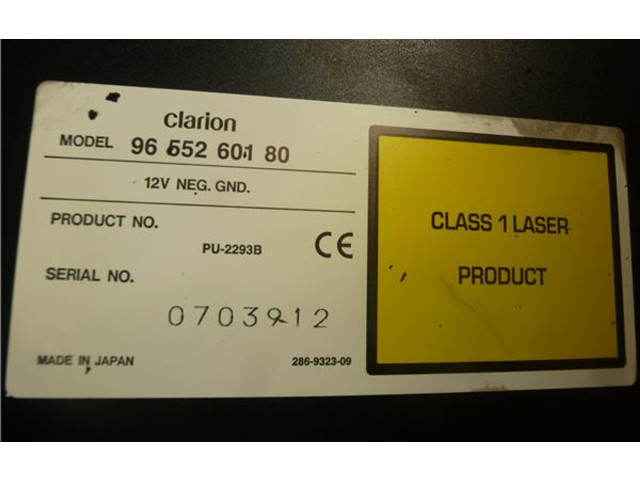 clarion
MODEL 96 552 601 80
12V NEG. GND.
PRODUCT NO.
PU-2293B
CE
SERIAL NO.
0703912
MADE IN JAPAN
286-9323-09
CLASS 1 LASER
PRODUCT